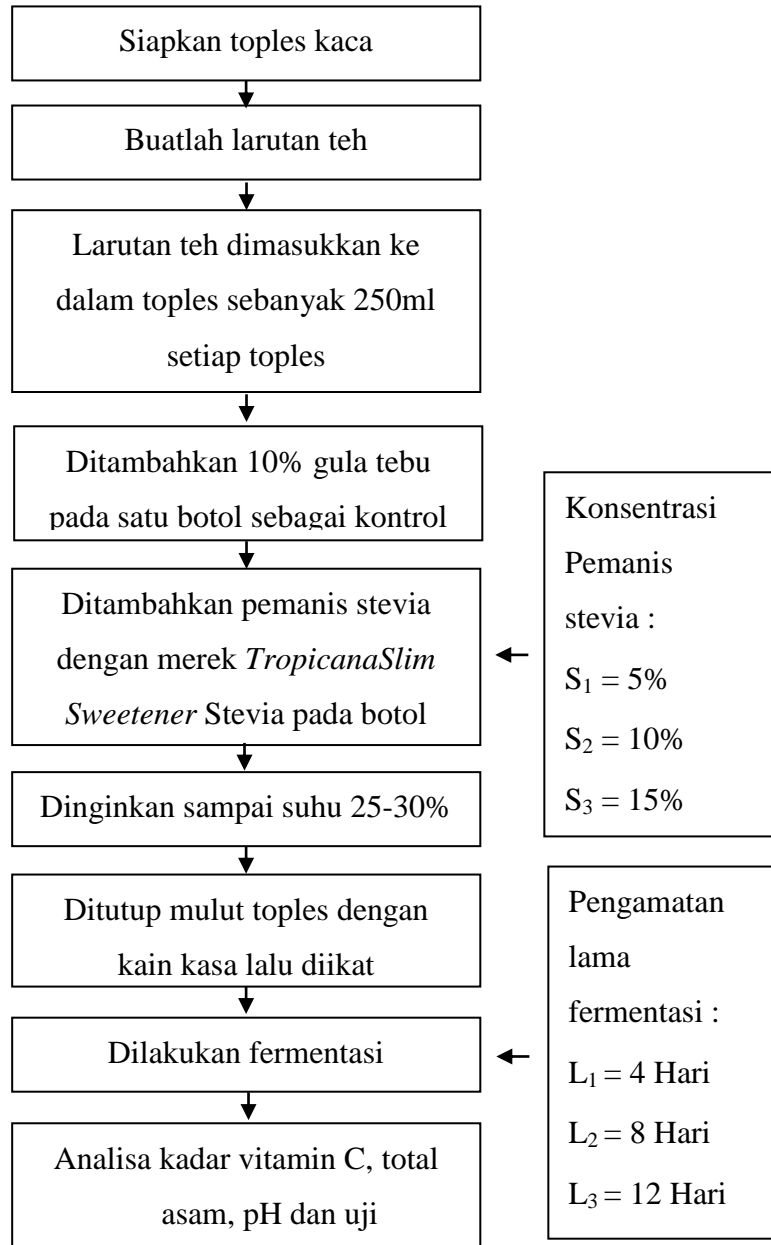 Siapkan toples kaca
Buatlah larutan teh
Larutan teh dimasukkan ke
dalam toples sebanyak 250ml
setiap toples
Ditambahkan 10% gula tebu
pada satu botol sebagai kontrol
Ditambahkan pemanis stevia
dengan merek TropicanaSlim
Sweetener Stevia pada botol
Konsentrasi
Pemanis
stevia :
S₁ = 5%
S₂ = 10%
S₃ = 15%
Dinginkan sampai suhu 25-30%
Ditutup mulut toples dengan
kain kasa lalu diikat
Dilakukan fermentasi
Pengamatan
lama
fermentasi :
L₁ = 4 Hari
L₂ = 8 Hari
L₃ = 12 Hari
Analisa kadar vitamin C, total
asam, pH dan uji